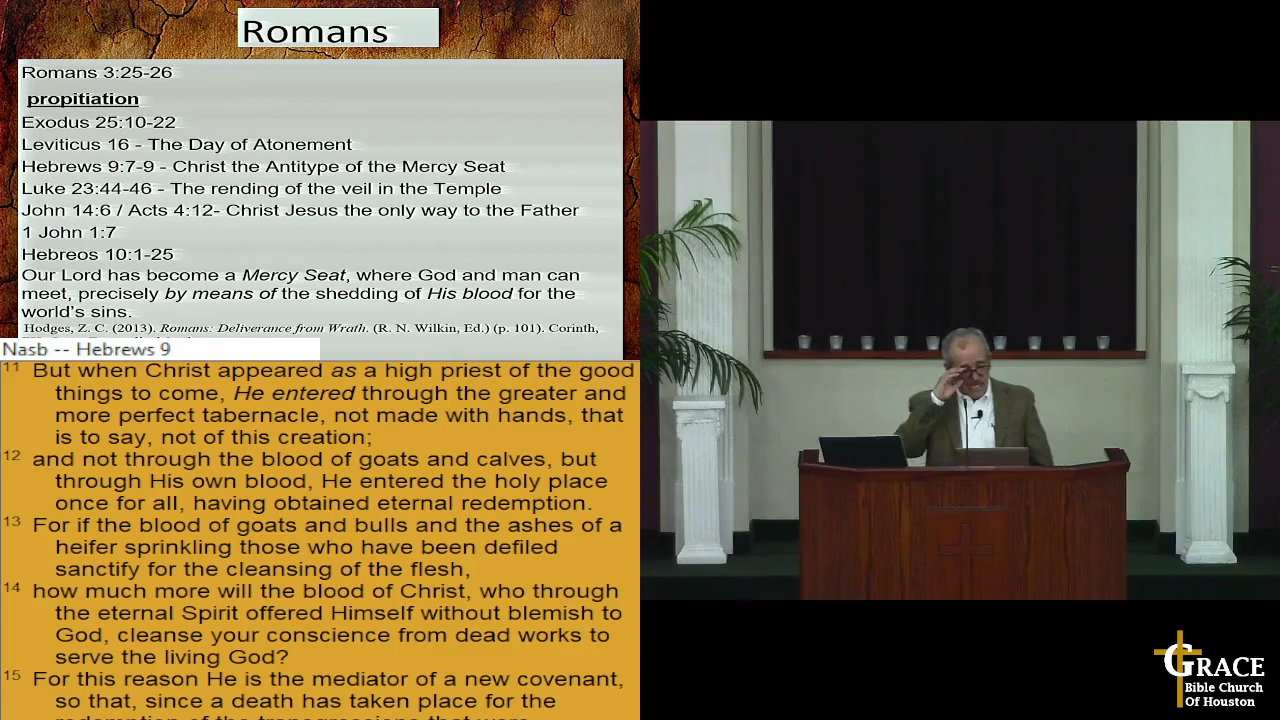 Romans
Romans 3:25-26
propitiation
Exodus 25:10-22
Leviticus 16 - The Day of Atonement
Hebrews 9:7-9 - Christ the Antitype of the Mercy Seat
Luke 23:44-46 - The rending of the veil in the Temple
John 14:6 / Acts 4:12- Christ Jesus the only way to the Father
1 John 1:7
Hebreos 10:1-25
Our Lord has become a Mercy Seat, where God and man can
meet, precisely by means of the shedding of His blood for the
world's sins.
Hodges, Z. C. (2013). Romans: Deliverance from Wrath. (R. N. Wilkin, Ed.) (p. 101). Corinth,
Nasb -- Hebrews 9
11 But when Christ appeared as a high priest of the good
things to come, He entered through the greater and
more perfect tabernacle, not made with hands, that
is to say, not of this creation;
12 and not through the blood of goats and calves, but
through His own blood, He entered the holy place
once for all, having obtained eternal redemption.
13 For if the blood of goats and bulls and the ashes of a
heifer sprinkling those who have been defiled
sanctify for the cleansing of the flesh,
14 how much more will the blood of Christ, who through
the eternal Spirit offered Himself without blemish to
God, cleanse your conscience from dead works to
serve the living God?
15 For this reason He is the mediator of a new covenant,
so that, since a death has taken place for the
redemption of the transgressions that were
GRACE
Bible Church
Of Houston